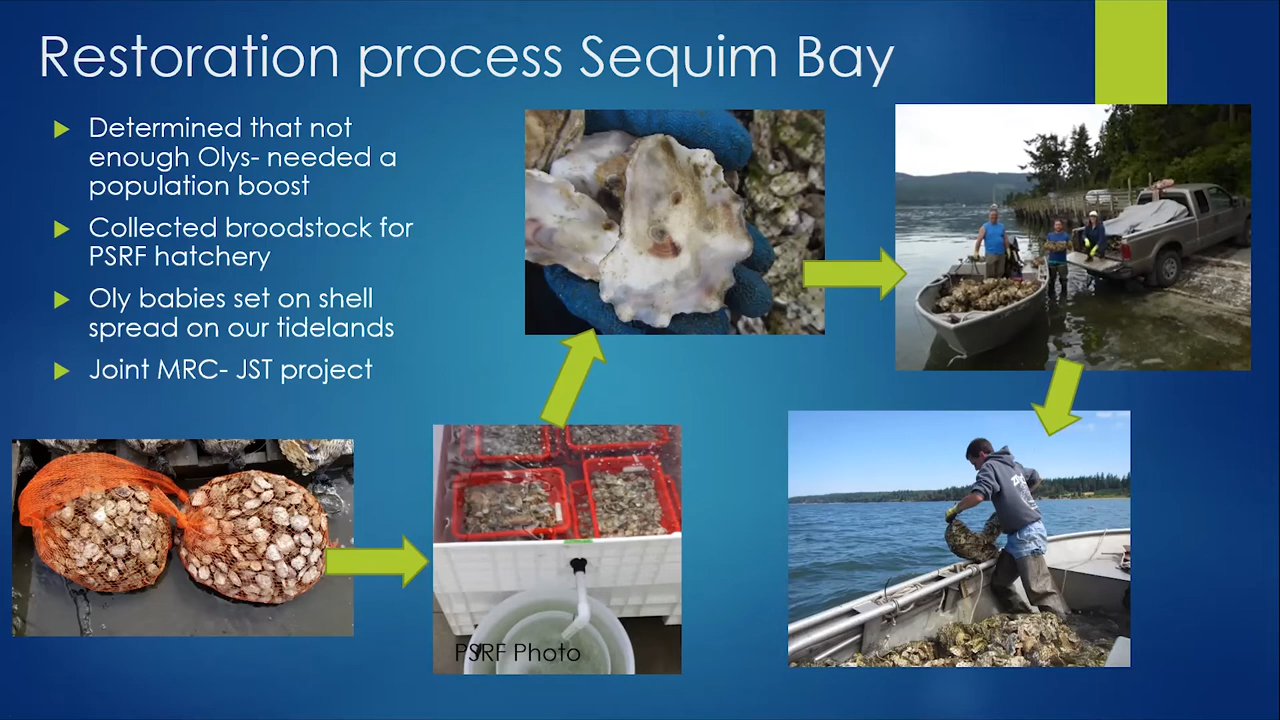 Restoration process Sequim Bay
Determined that not
enough Olys- needed a
population boost
Collected broodstock for
PSRF hatchery
Oly babies set on shell
spread on our tidelands
Joint MRC- JST project
PSRF Photo